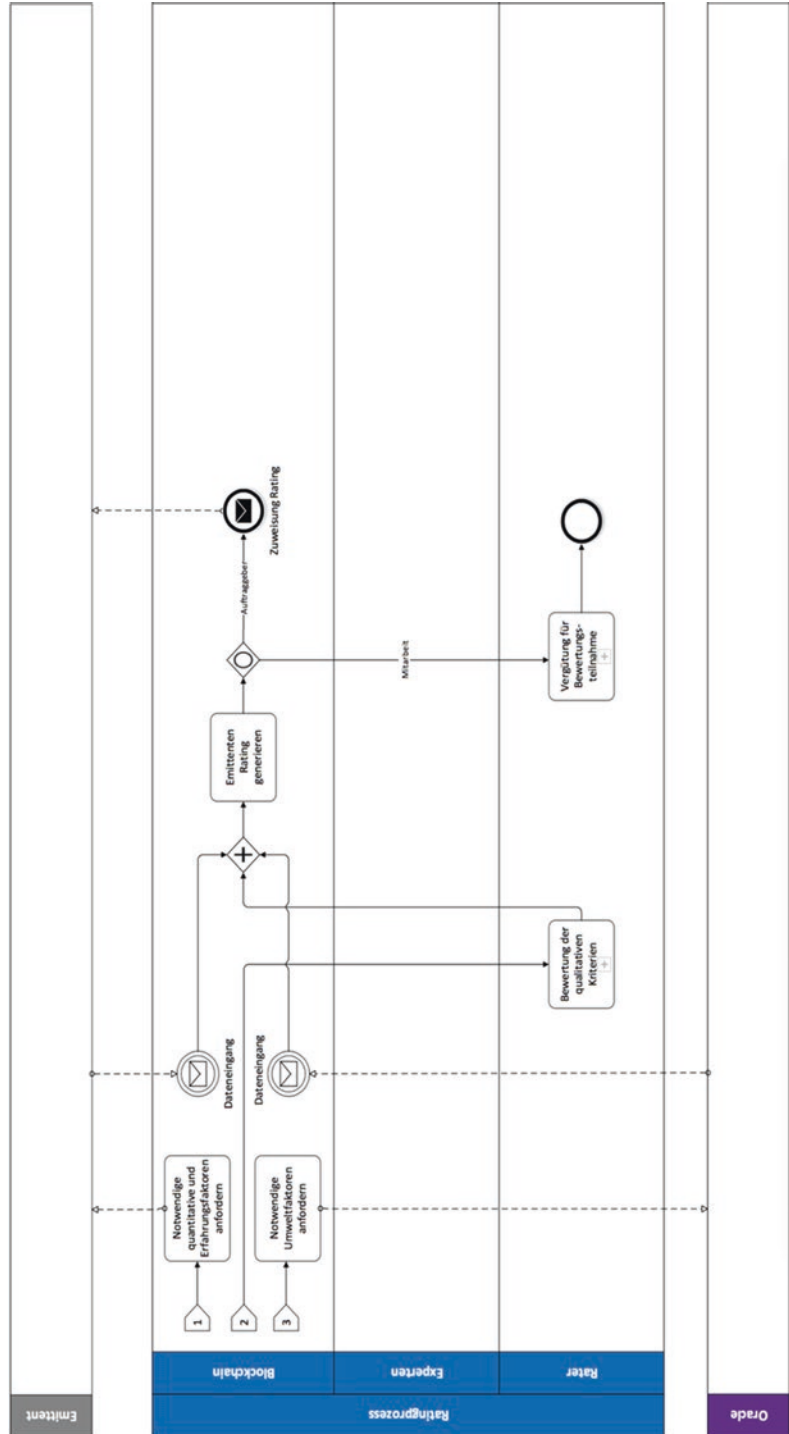 Emittent
Ratingprozess
Blockchain
Experten
Rater
Orade
1
2
3
Notwendige
quantitative und
Erfahrungsfaktoren
anfordern
Notwendige
Umweltfaktoren
anfordern
Dateneingang
Dateneingang
Bewertung der
qualitativen
Kriterien
Emittenten
Rating
generieren
Auftraggeber
Mitarbeit
Zuweisung Rating
Vergütung für
Bewertungs-
teilnahme